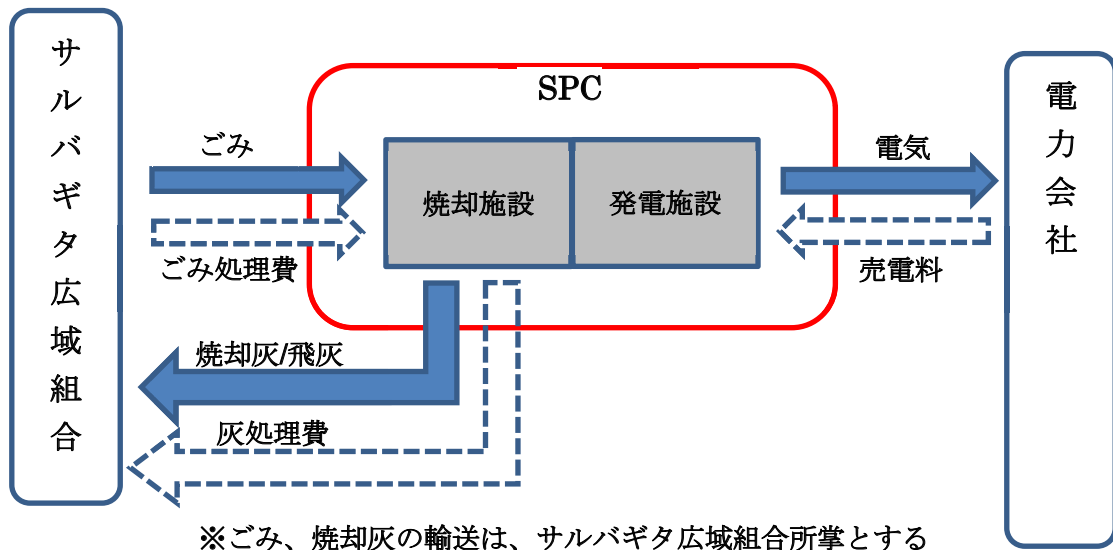 サルバギタ広域組合
SPC
ごみ
ごみ処理費
焼却施設
発電施設
電気
売電料
電力会社
焼却灰/飛灰
灰処理費
※ごみ、焼却灰の輸送は、サルバギタ広域組合所掌とする